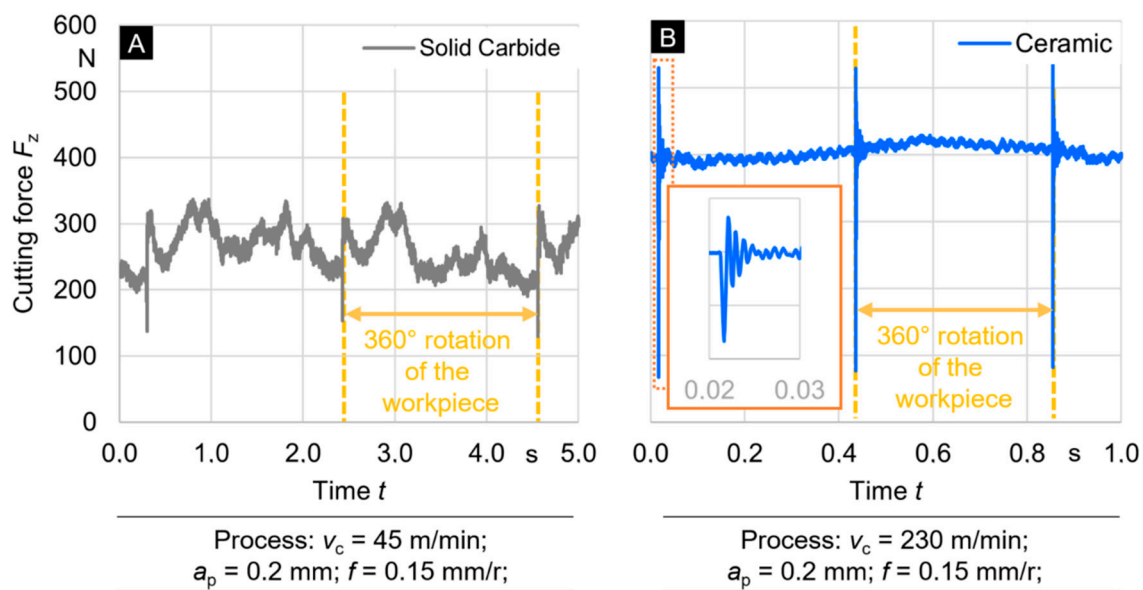 A
Solid Carbide
600
N
500
400
300
200
100
0
Cutting force Fz
360° rotation
of the
workpiece
0.0 1.0 2.0 3.0 4.0 s 5.0
Time t
Process: vc = 45 m/min;
ap = 0.2 mm; f = 0.15 mm/r;
B
Ceramic
0.02 0.03
360° rotation
of the
workpiece
0.0 0.2 0.4 0.6 0.8 s 1.0
Time t
Process: vc = 230 m/min;
ap = 0.2 mm; f = 0.15 mm/r;